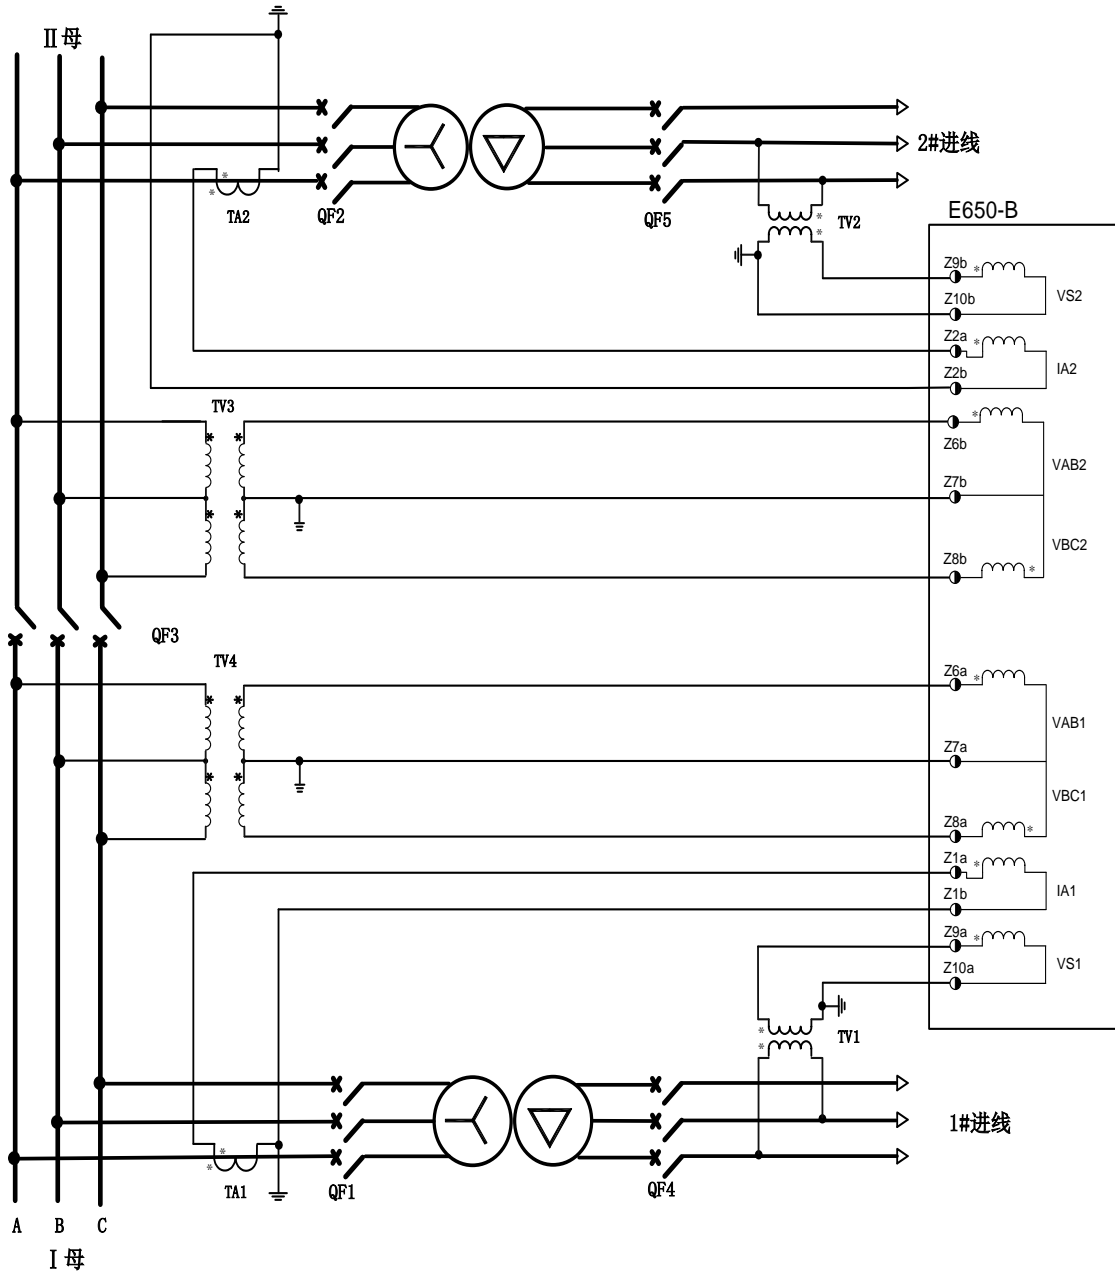 Ⅱ母
2#进线
TA2
QF2
QF5
TV2
E650-B
Z9b
Z10b
VS2
Z2a
Z2b
IA2
TV3
Z6b
VAB2
Z7b
VBC2
Z8b
QF3
TV4
Z6a
VAB1
Z7a
VBC1
Z8a
Z1a
IA1
Z1b
Z9a
VS1
Z10a
TV1
1#进线
TA1
QF1
QF4
A B C
Ⅰ母